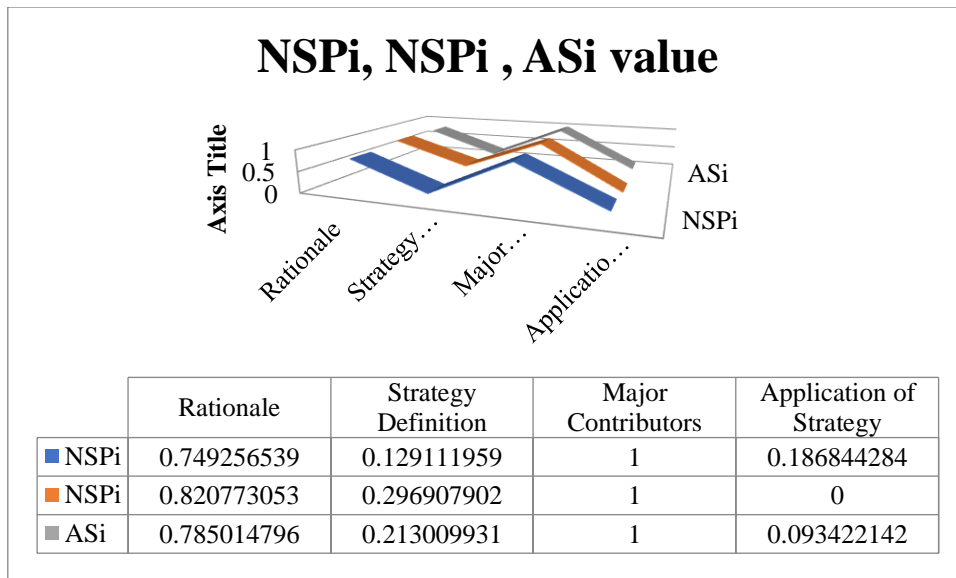 NSPi, NSPi , ASi value
Axis Title
1
0.5
0
ASi
NSPi
Rationale
Strategy…
Major…
Applicatio…
Rationale Strategy Definition Major Contributors Application of Strategy
NSPi 0.749256539 0.129111959 1 0.186844284
NSPi 0.820773053 0.296907902 1 0
ASi 0.785014796 0.213009931 1 0.093422142